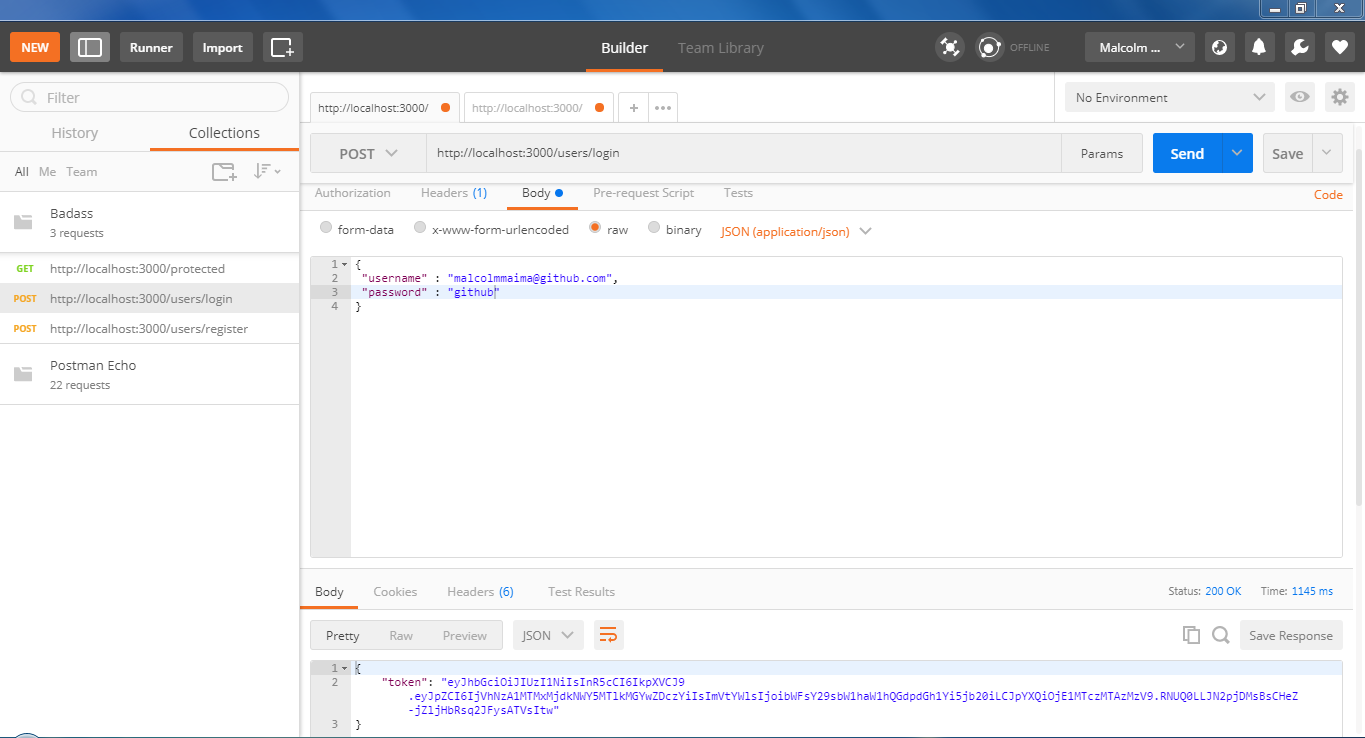 NEW Runner Import Builder Team Library OFFLINE Malcolm ...
Filter
History Collections
All Me Team
Badass
3 requests
GET http://localhost:3000/protected
POST http://localhost:3000/users/login
POST http://localhost:3000/users/register
Postman Echo
22 requests
http://localhost:3000/ http://localhost:3000/ + ••• No Environment
POST http://localhost:3000/users/login Params Send Save
Authorization Headers (1) Body Pre-request Script Tests Code
form-data x-www-form-urlencoded raw binary JSON (application/json)
1 {
2 "username" : "malcolmmaima@github.com",
3 "password" : "github"
4 }
Body Cookies Headers (6) Test Results Status: 200 OK Time: 1145 ms
Pretty Raw Preview JSON Save Response
1 {
2 "token": "eyJhbGciOiJIUzI1NiIsInR5cCI6IkpXVCJ9
.eyJpZCI6IjVhNzA1MTMxMjdkNWY5MTlkMGYwZDczYiIsImVtYWlsIjoibWFsY29sbW1haW1hQGdpdGh1Yi5jb20iLCJpYXQiOjE1MTczMTAzMzV9.RNUQ0LLJN2pjDMsBsCHeZ
-jZljHbRsq2JFysATVsItw"
3 }